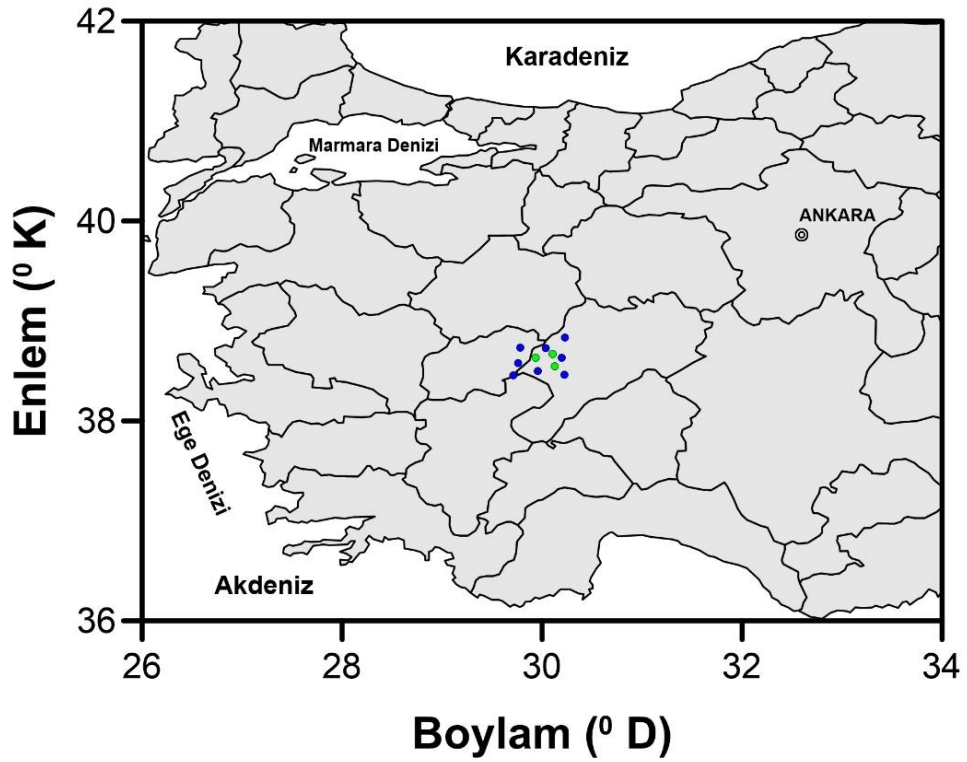 42
Karadeniz
Marmara Denizi
40
ANKARA
Enlem (⁰ K)
38
Ege Denizi
Akdeniz
36
26 28 30 32 34
Boylam (⁰ D)